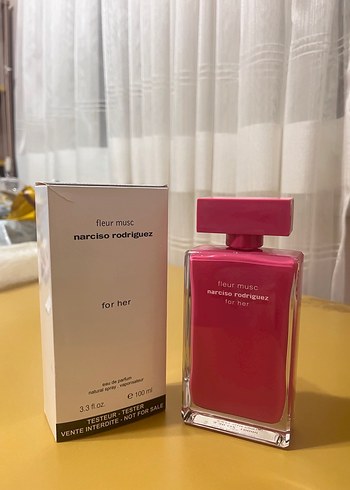 fleur musc
narciso rodriguez
for her
eau de parfum
natural spray . vaporisateur
3.3 fl.oz. e 100 ml
TESTEUR - TESTER
VENTE INTERDITE - NOT FOR SALE
fleur musc
narciso rodriguez
for her